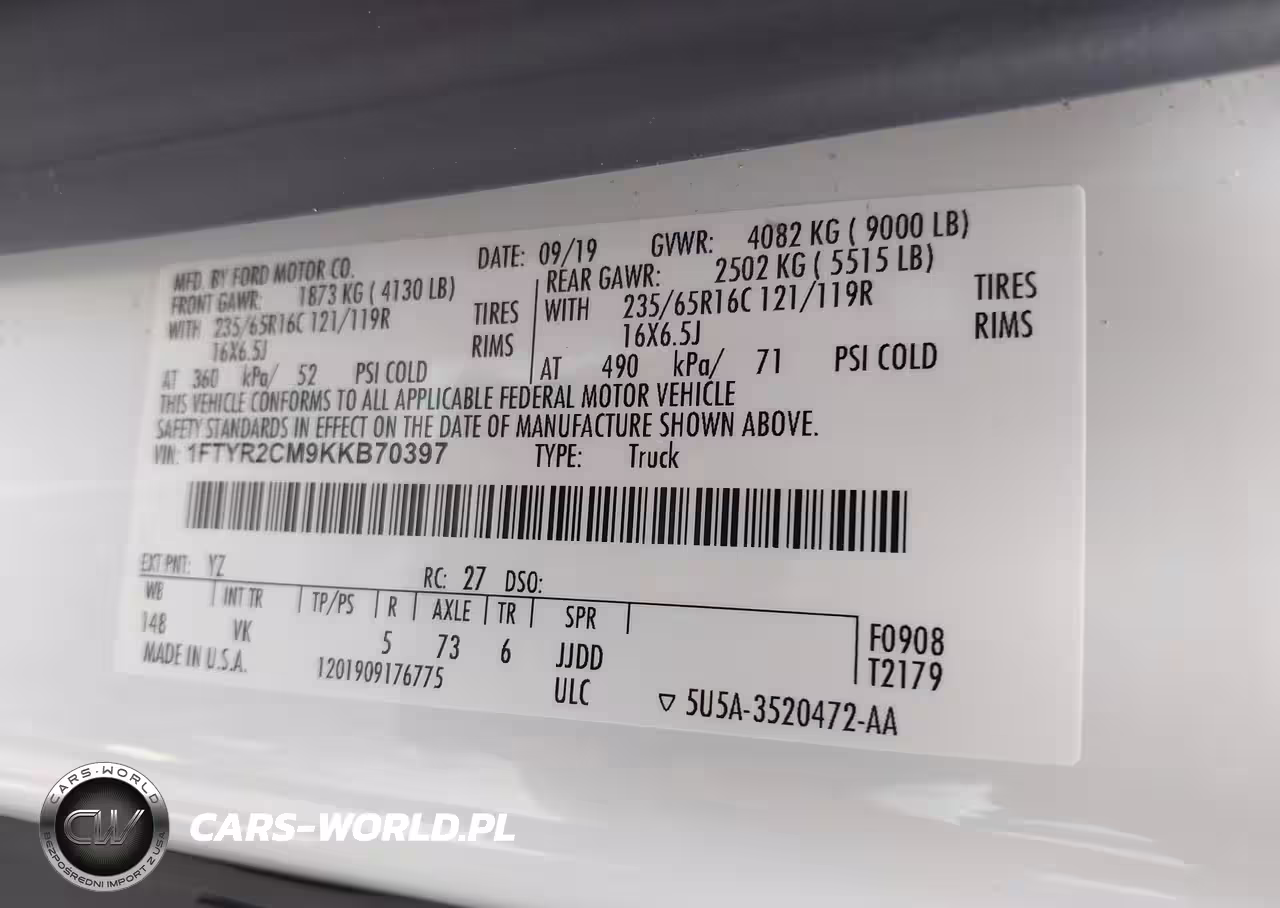 MFD. BY FORD MOTOR CO. DATE: 09/19 GVWR: 4082 KG ( 9000 LB)
FRONT GAWR: 1873 KG ( 4130 LB) REAR GAWR: 2502 KG ( 5515 LB)
WITH 235/65R16C 121/119R TIRES WITH 235/65R16C 121/119R TIRES
16X6.5J RIMS 16X6.5J RIMS
AT 360 kPa/ 52 PSI COLD AT 490 kPa/ 71 PSI COLD
THIS VEHICLE CONFORMS TO ALL APPLICABLE FEDERAL MOTOR VEHICLE
SAFETY STANDARDS IN EFFECT ON THE DATE OF MANUFACTURE SHOWN ABOVE.
VIN: 1FTYR2CM9KKB70397 TYPE: Truck
EXT PNT: YZ RC: 27 DSO:
WB INT TR TP/PS R AXLE TR SPR
148 VK 5 73 6 JJDD F0908
MADE IN U.S.A. 1201909176775 ULC T2179
▽ 5U5A-3520472-AA
CARS-WORLD
CW
BEZPOŚREDNI IMPORT Z USA
CARS-WORLD.PL